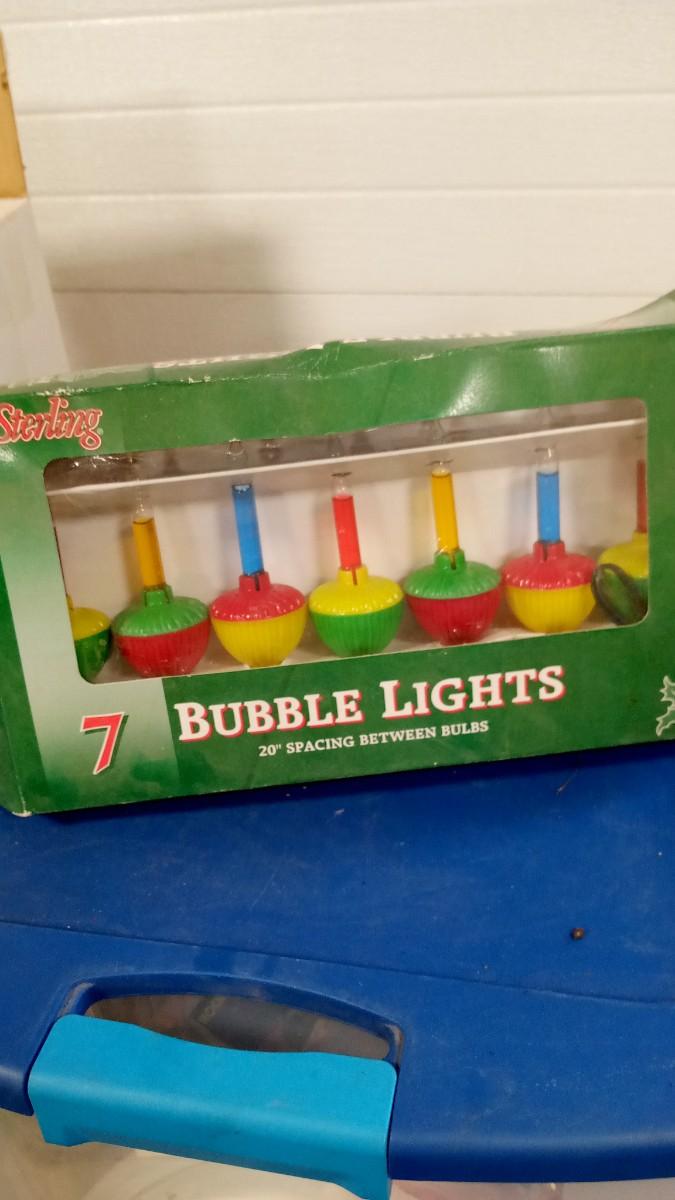 Sterling®
7
BUBBLE LIGHTS
20" SPACING BETWEEN BULBS